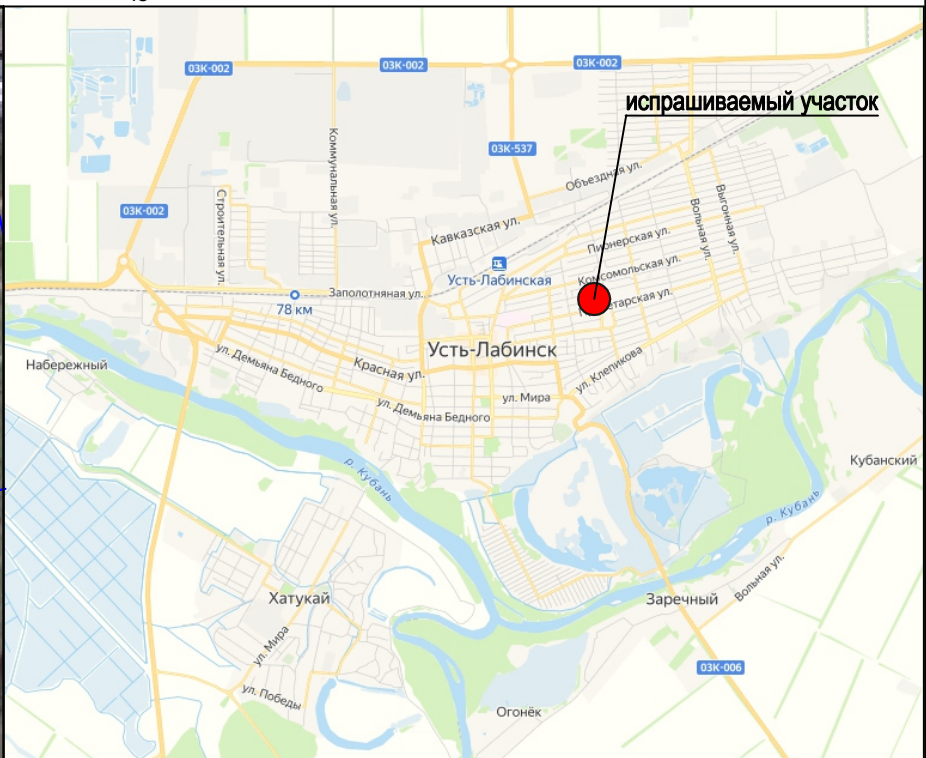 03К-002
03К-002
03К-002
испрашиваемый участок
03К-537
Коммунальная ул.
Объездная ул.
Строительная ул.
Вольная ул.
Выгонная ул.
03К-002
Кавказская ул.
Пионерская ул.
Усть-Лабинская
Комсомольская ул.
Заполотняная ул.
етарская ул.
78 км
Усть-Лабинск
Набережный
ул. Демьяна Бедного
Красная ул.
ул. Клепикова
ул. Мира
ул. Демьяна Бедного
Кубанский
р. Кубань
р. Кубань
Хатукай
Заречный
Вольная ул.
ул. Мира
03К-006
ул. Победы
Огонёк